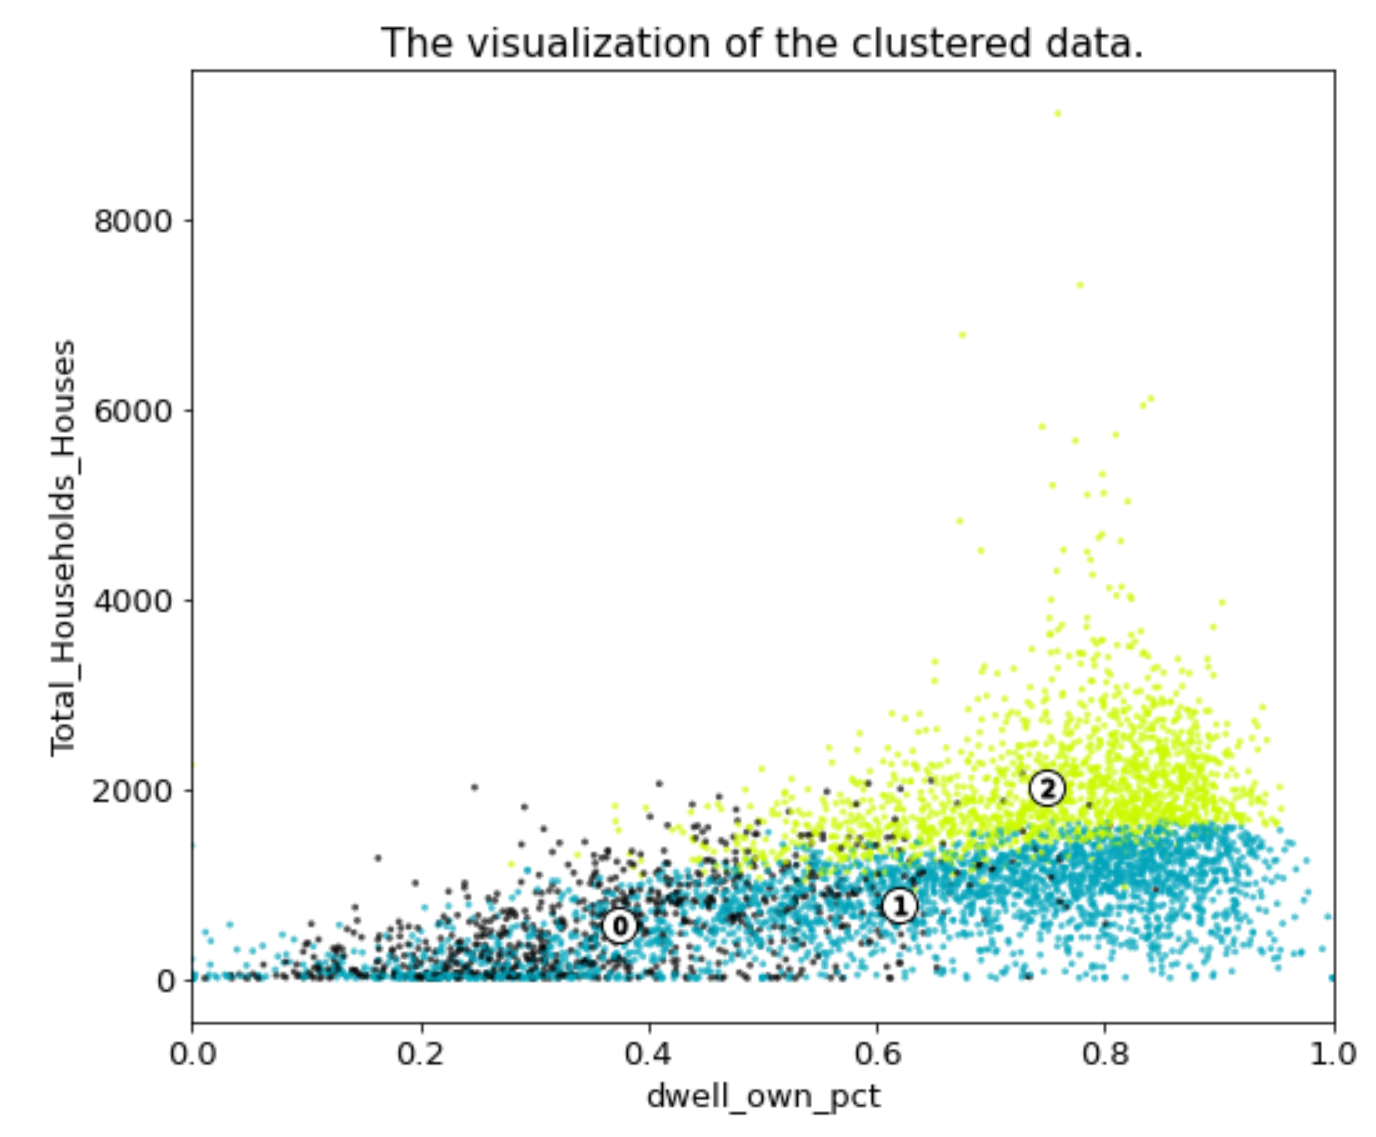 The visualization of the clustered data.
Total_Households_Houses
8000
6000
4000
2000
0
2
1
0
0.0 0.2 0.4 0.6 0.8 1.0
dwell_own_pct